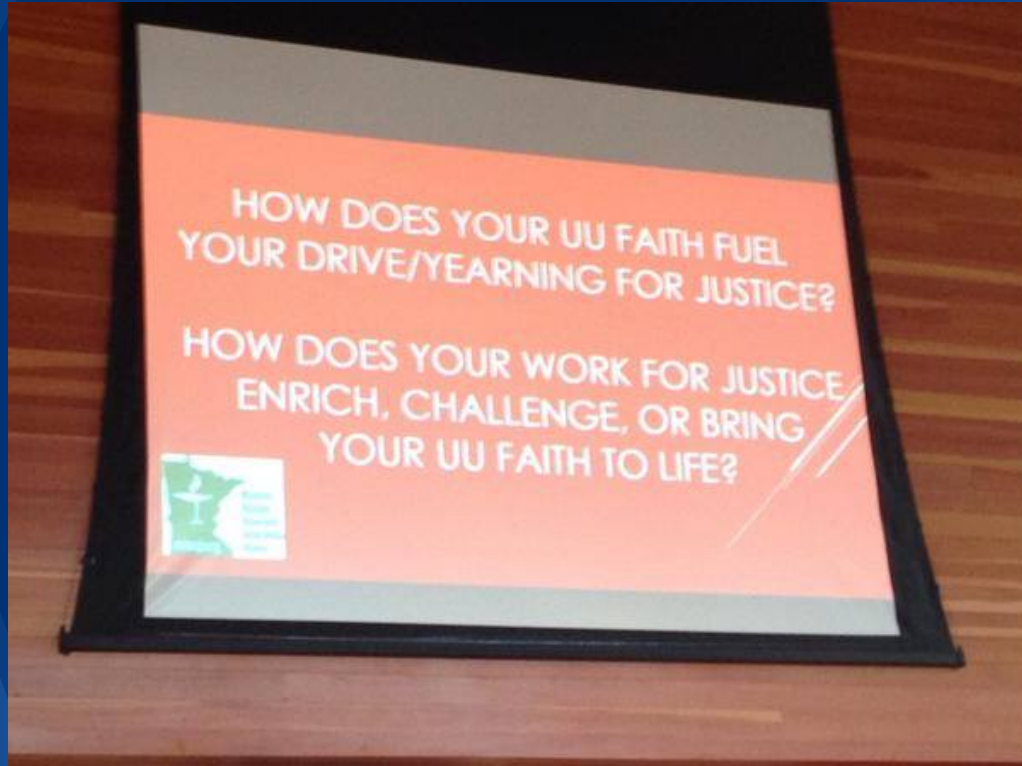 HOW DOES YOUR UU FAITH FUEL
YOUR DRIVE/YEARNING FOR JUSTICE?
HOW DOES YOUR WORK FOR JUSTICE
ENRICH, CHALLENGE, OR BRING
YOUR UU FAITH TO LIFE?